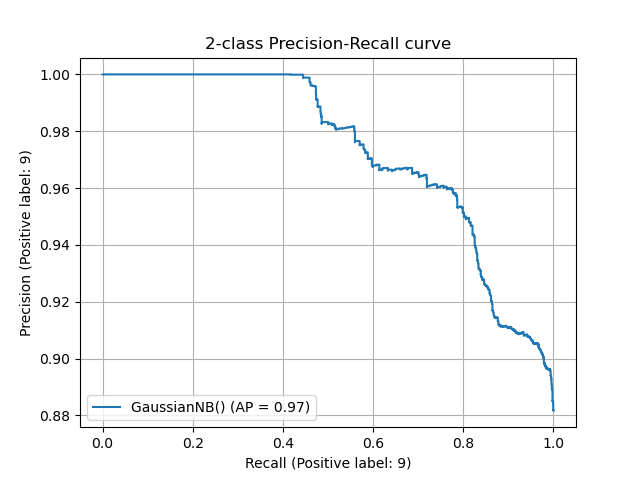 2-class Precision-Recall curve
1.00
0.98
0.96
0.94
0.92
0.90
0.88
Precision (Positive label: 9)
GaussianNB() (AP = 0.97)
0.0 0.2 0.4 0.6 0.8 1.0
Recall (Positive label: 9)